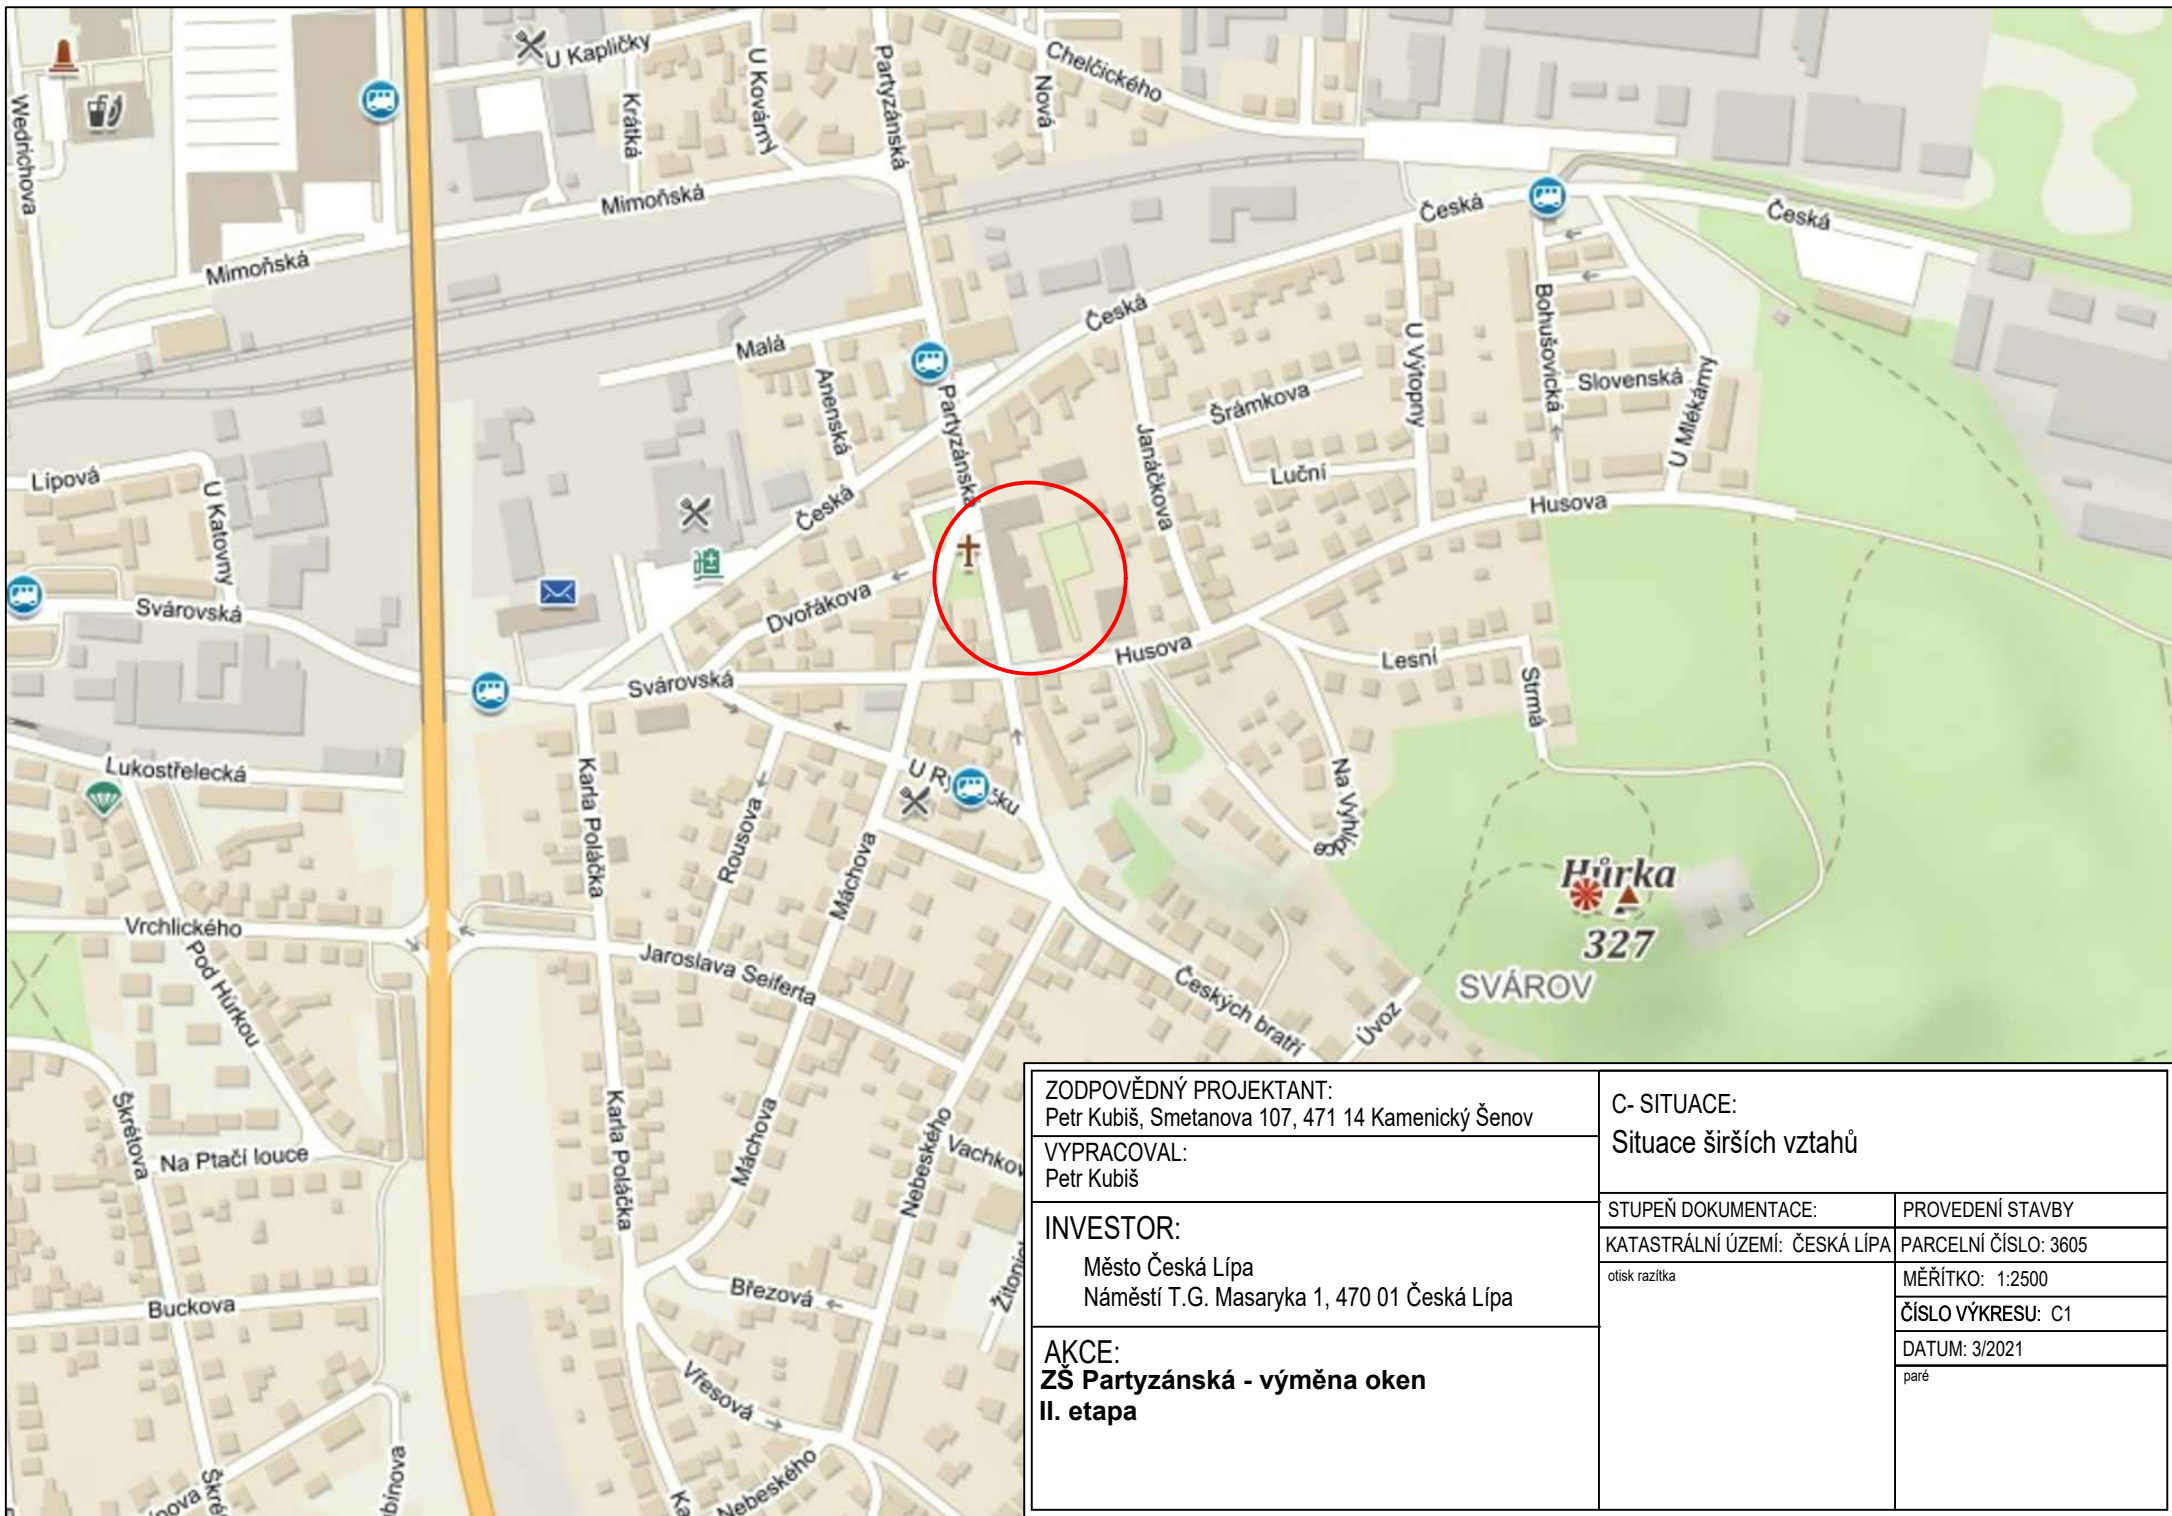 U Kapličky
Partyzánská
Chelčického
Nová
U Kovárny
Krátká
Wedrichova
Mimoňská
Mimoňská
Česká
Česká
Česká
Malá
Anenská
Partyzánská
Bohušovická
U Výtopny
Slovenská
U Mlékárny
Šrámkova
Janáčkova
Luční
Husova
Lípová
U Katovny
Česká
Svárovská
Dvořákova
Husova
Svárovská
Lesní
Strmá
Lukostřelecká
Karla Poláčka
Rousova
Máchova
Na Vyhlídce
Hůrka
327
SVÁROV
Vrchlického
Pod Hůrkou
Jaroslava Seiferta
Českých bratří
Úvoz
Škrétova
Na Ptačí louce
Karla Poláčka
Máchova
Nebeského
Buckova
Březová
Vřesová
Nebeského
ZODPOVĚDNÝ PROJEKTANT:
Petr Kubiš, Smetanova 107, 471 14 Kamenický Šenov
VYPRACOVAL:
Petr Kubiš
INVESTOR:
Město Česká Lípa
Náměstí T.G. Masaryka 1, 470 01 Česká Lípa
AKCE:
ZŠ Partyzánská - výměna oken
II. etapa
C- SITUACE:
Situace širších vztahů
STUPEŇ DOKUMENTACE:
PROVEDENÍ STAVBY
KATASTRÁLNÍ ÚZEMÍ: ČESKÁ LÍPA
PARCELNÍ ČÍSLO: 3605
otisk razítka
MĚŘÍTKO: 1:2500
ČÍSLO VÝKRESU: C1
DATUM: 3/2021
paré